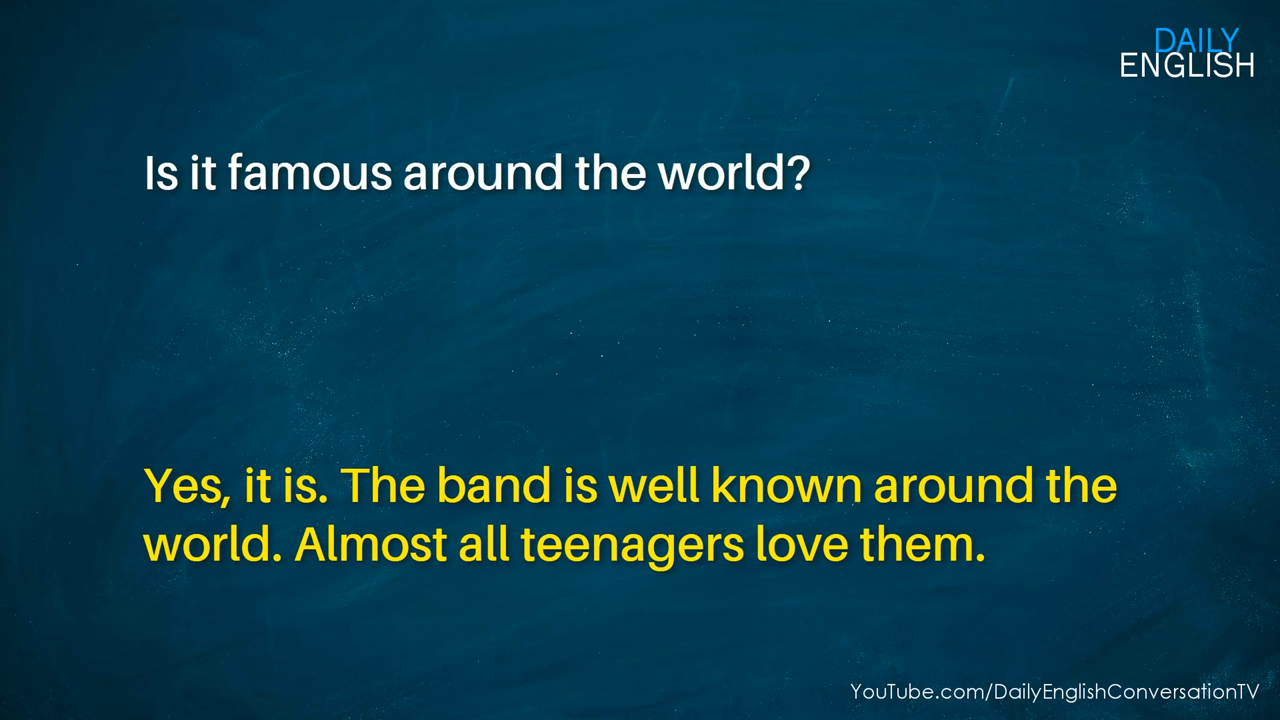 DAILY
ENGLISH
Is it famous around the world?
Yes, it is. The band is well known around the
world. Almost all teenagers love them.
YouTube.com/DailyEnglishConversationTV